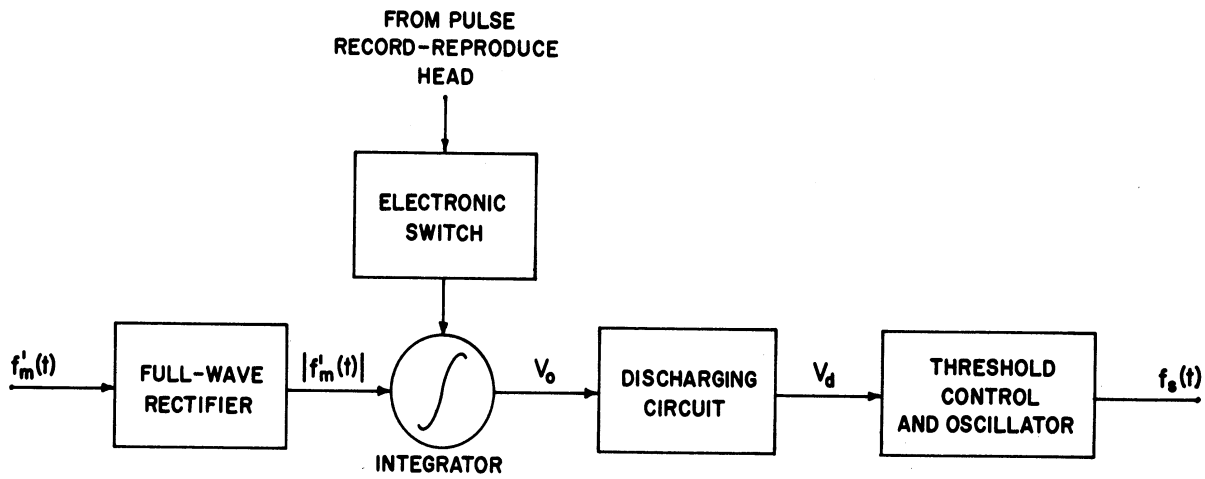 FROM PULSE
RECORD-REPRODUCE
HEAD
ELECTRONIC
SWITCH
f'm(t)
FULL-WAVE
RECTIFIER
|f'm(t)|
INTEGRATOR
Vo
DISCHARGING
CIRCUIT
Vd
THRESHOLD
CONTROL
AND OSCILLATOR
fs(t)